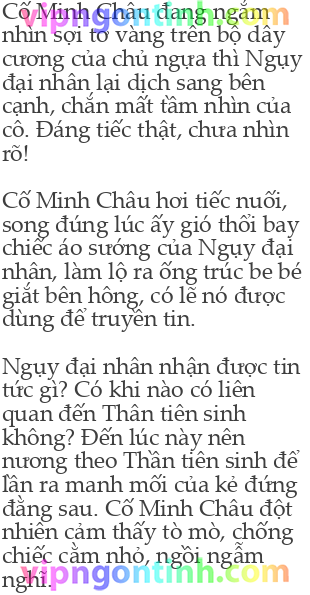 vipngontinh.com
Cố Minh Châu đang ngắm
nhìn sợi tơ vàng trên bộ dây
cương của chủ ngựa thì Ngụy
đại nhân lại dịch sang bên
cạnh, chắn mất tầm nhìn của
cô. Đáng tiếc thật, chưa nhìn
rõ!
Cố Minh Châu hơi tiếc nuối,
song đúng lúc ấy gió thổi bay
chiếc áo sướng của Ngụy đại
nhân, làm lộ ra ống trúc be bé
giắt bên hông, có lẽ nó được
dùng để truyền tin.
Ngụy đại nhân nhận được tin
tức gì? Có khi nào có liên
quan đến Thân tiên sinh
không? Đến lúc này nên
nương theo Thần tiên sinh để
lần ra manh mối của kẻ đứng
đằng sau. Cố Minh Châu đột
nhiên cảm thấy tò mò, chống
chiếc cằm nhỏ, ngồi ngẫm
nghĩ.
vipngontinh.com